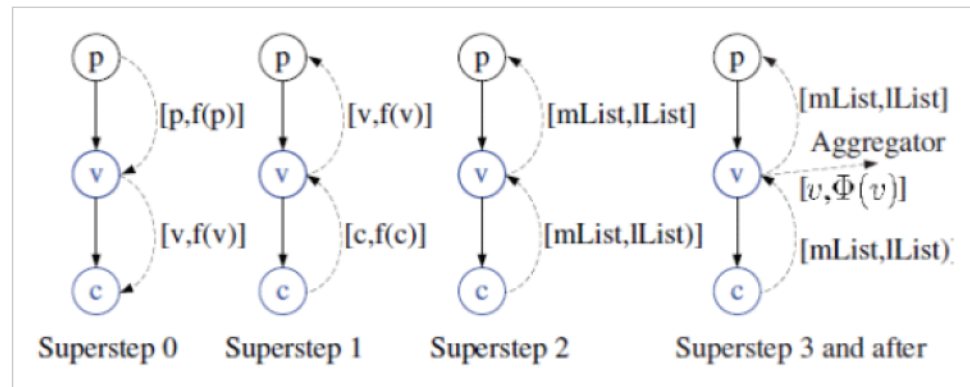 p
[p,f(p)]
v
[v,f(v)]
c
Superstep 0
p
[v,f(v)]
v
[c,f(c)]
c
Superstep 1
p
[mList,lList]
v
[mList,lList)]
c
Superstep 2
p
[mList,lList]
Aggregator
v
[v,Φ(v)]
[mList,lList)
c
Superstep 3 and after